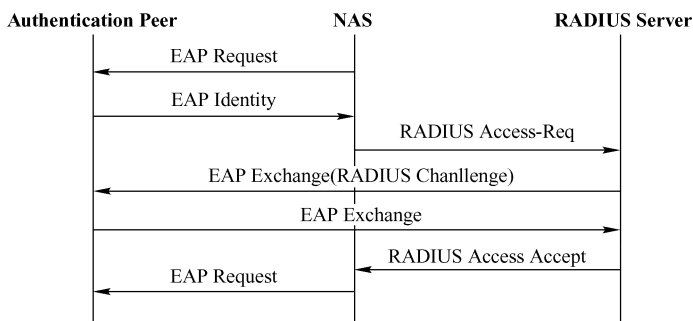 Authentication Peer NAS RADIUS Server
EAP Request
EAP Identity
RADIUS Access-Req
EAP Exchange(RADIUS Chanllenge)
EAP Exchange
RADIUS Access Accept
EAP Request